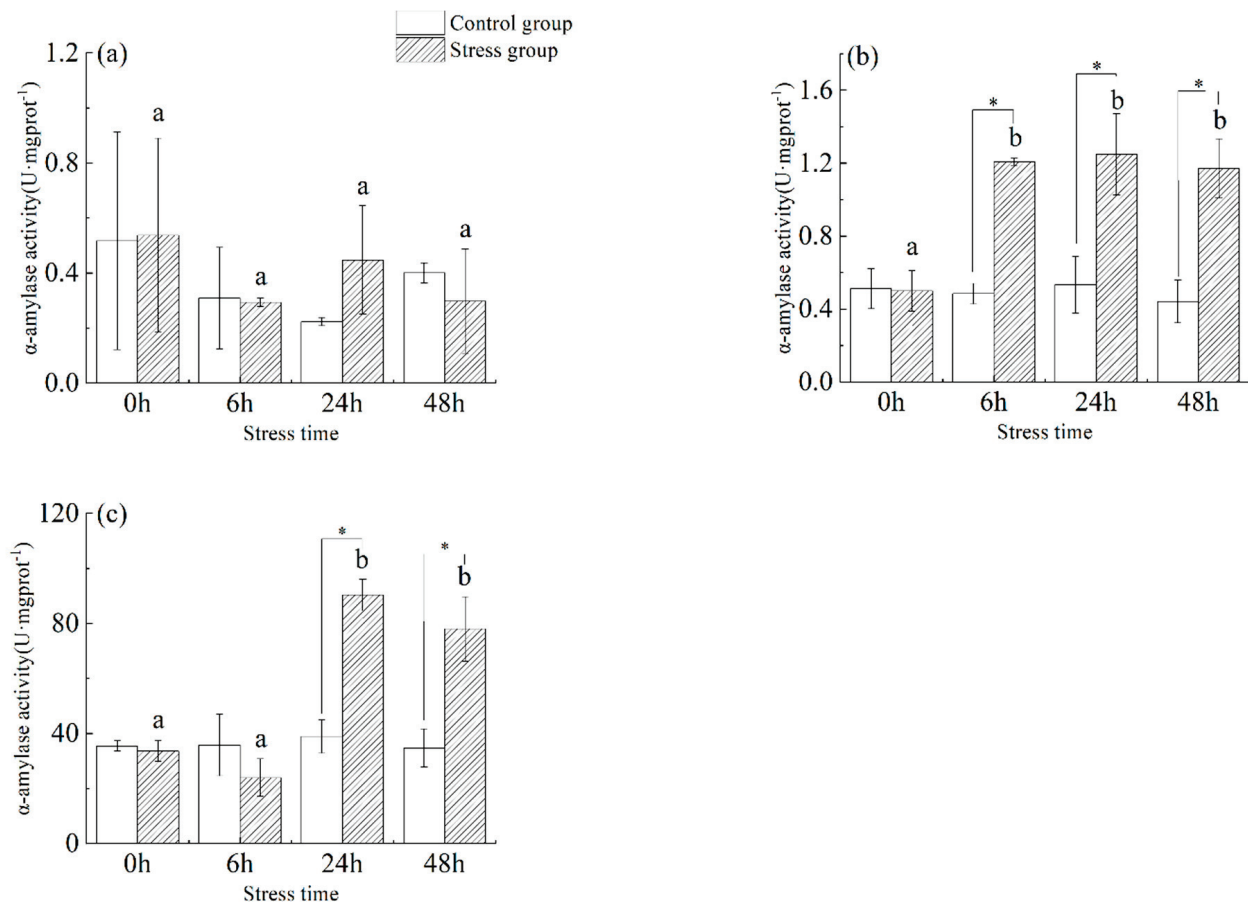 Control group
Stress group
(a)
1.2
0.8
0.4
0.0
α-amylase activity(U·mgprot⁻¹)
a
a
a
a
0h
6h
24h
48h
Stress time
(b)
1.6
1.2
0.8
0.4
0.0
α-amylase activity(U·mgprot⁻¹)
*
*
*
a
b
b
b
0h
6h
24h
48h
Stress time
(c)
120
80
40
0
α-amylase activity(U·mgprot⁻¹)
*
*
a
a
b
b
0h
6h
24h
48h
Stress time